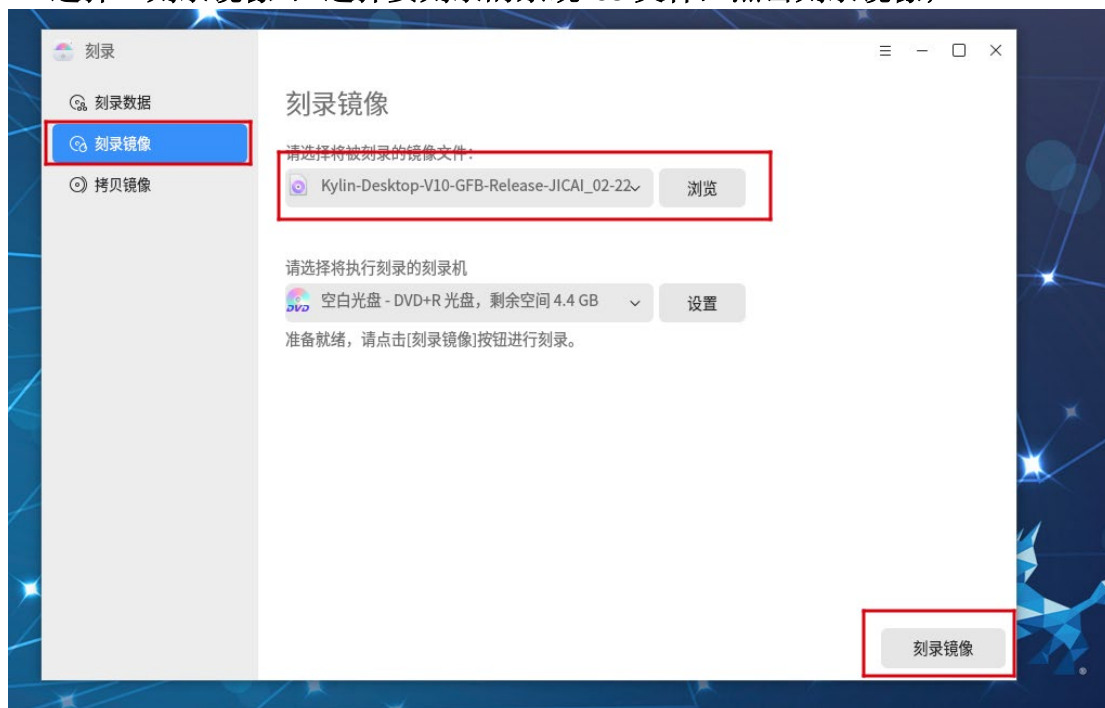 刻录
刻录数据
刻录镜像
拷贝镜像
刻录镜像
请选择将被刻录的镜像文件:
Kylin-Desktop-V10-GFB-Release-JICAI_02-22
浏览
请选择将执行刻录的刻录机
DVD
空白光盘 - DVD+R 光盘，剩余空间 4.4 GB
设置
准备就绪，请点击[刻录镜像]按钮进行刻录。
刻录镜像